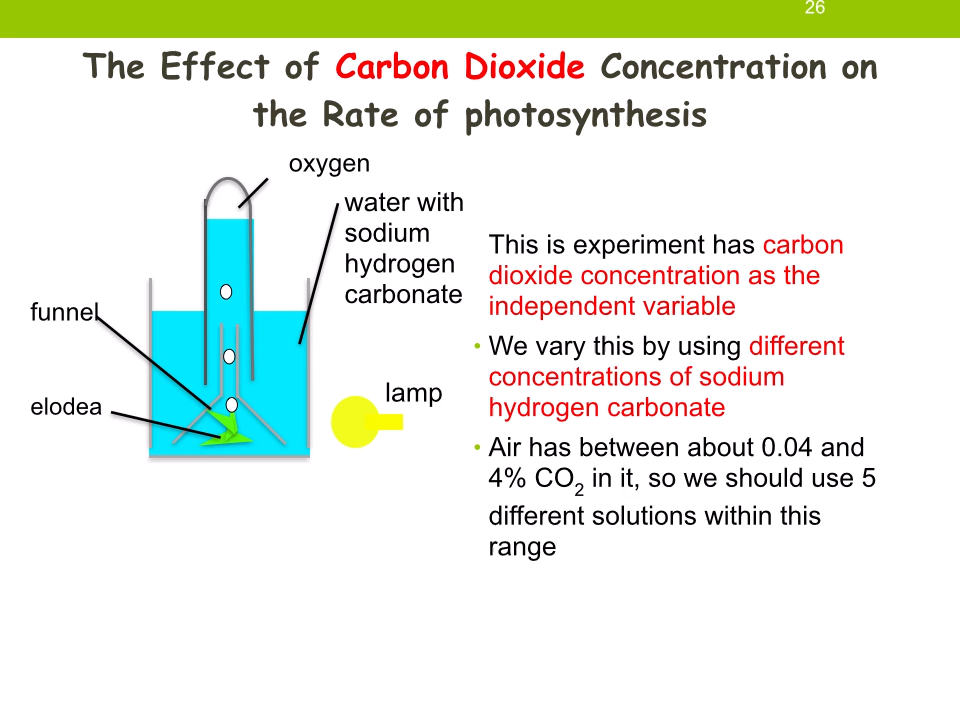 26
The Effect of Carbon Dioxide Concentration on
the Rate of photosynthesis
oxygen
water with
sodium
hydrogen
carbonate
funnel
elodea
lamp
This is experiment has carbon
dioxide concentration as the
independent variable
• We vary this by using different
concentrations of sodium
hydrogen carbonate
• Air has between about 0.04 and
4% CO2 in it, so we should use 5
different solutions within this
range